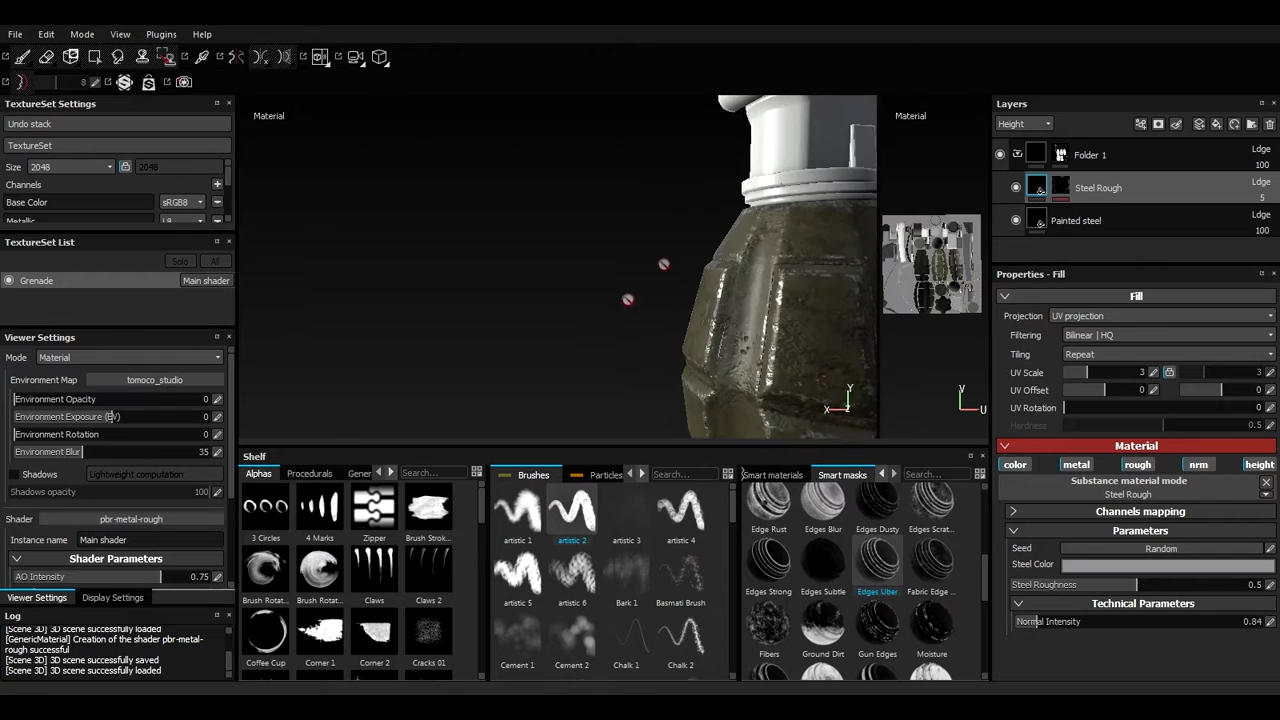 File Edit Mode View Plugins Help
8
TextureSet Settings
Undo stack
TextureSet
Size 2048 2048
Channels
Base Color sRGB8
TextureSet List
Solo All
Grenade Main shader
Viewer Settings
Mode Material
Environment Map tomoco_studio
Environment Opacity 0
Environment Exposure (EV) 0
Environment Rotation 0
Environment Blur 35
Shadows Lightweight computation
Shadows opacity 100
Shader pbr-metal-rough
Instance name Main shader
Shader Parameters
AO Intensity 0.75
Viewer Settings Display Settings
Log
[Scene 3D] 3D scene successfully loaded
[GenericMaterial] Creation of the shader pbr-metal-
rough successful
[Scene 3D] 3D scene successfully saved
[Scene 3D] 3D scene successfully loaded
Material
Material
Y
X Z
V
U
Shelf
Alphas Procedurals Gener Search...
3 Circles 4 Marks Zipper Brush Strok...
Brush Rotat... Brush Rotat... Claws Claws 2
Coffee Cup Corner 1 Corner 2 Cracks 01
Brushes Particles Search...
artistic 1 artistic 2 artistic 3 artistic 4
artistic 5 artistic 6 Bark 1 Basmati Brush
Cement 1 Cement 2 Chalk 1 Chalk 2
Smart materials Smart masks Search...
Edge Rust Edges Blur Edges Dusty Edges Scrat...
Edges Strong Edges Subtle Edges Uber Fabric Edge ...
Fibers Ground Dirt Gun Edges Moisture
Layers
Height
Folder 1 Ldge
100
Steel Rough Ldge
5
Painted steel Ldge
100
Properties - Fill
Fill
Projection UV projection
Filtering Bilinear | HQ
Tiling Repeat
UV Scale 3 3
UV Offset 0 0
UV Rotation 0
Hardness 0.5
Material
color metal rough nrm height
Substance material mode
Steel Rough
Channels mapping
Parameters
Seed Random
Steel Color
Steel Roughness 0.5
Technical Parameters
Normal Intensity 0.84